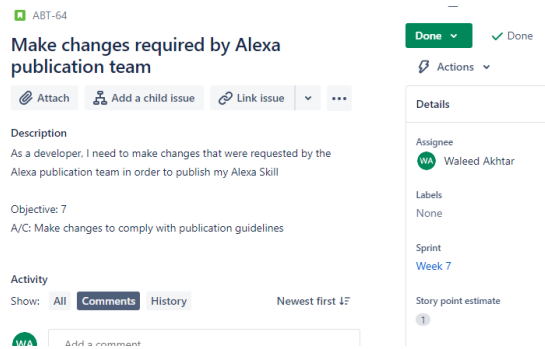 ABT-64
Make changes required by Alexa
publication team
Attach
Add a child issue
Link issue
Description
As a developer, I need to make changes that were requested by the
Alexa publication team in order to publish my Alexa Skill
Objective: 7
A/C: Make changes to comply with publication guidelines
Activity
Show: All Comments History Newest first
WA Add a comment
Done
Done
Actions
Details
Assignee
WA Waleed Akhtar
Labels
None
Sprint
Week 7
Story point estimate
1